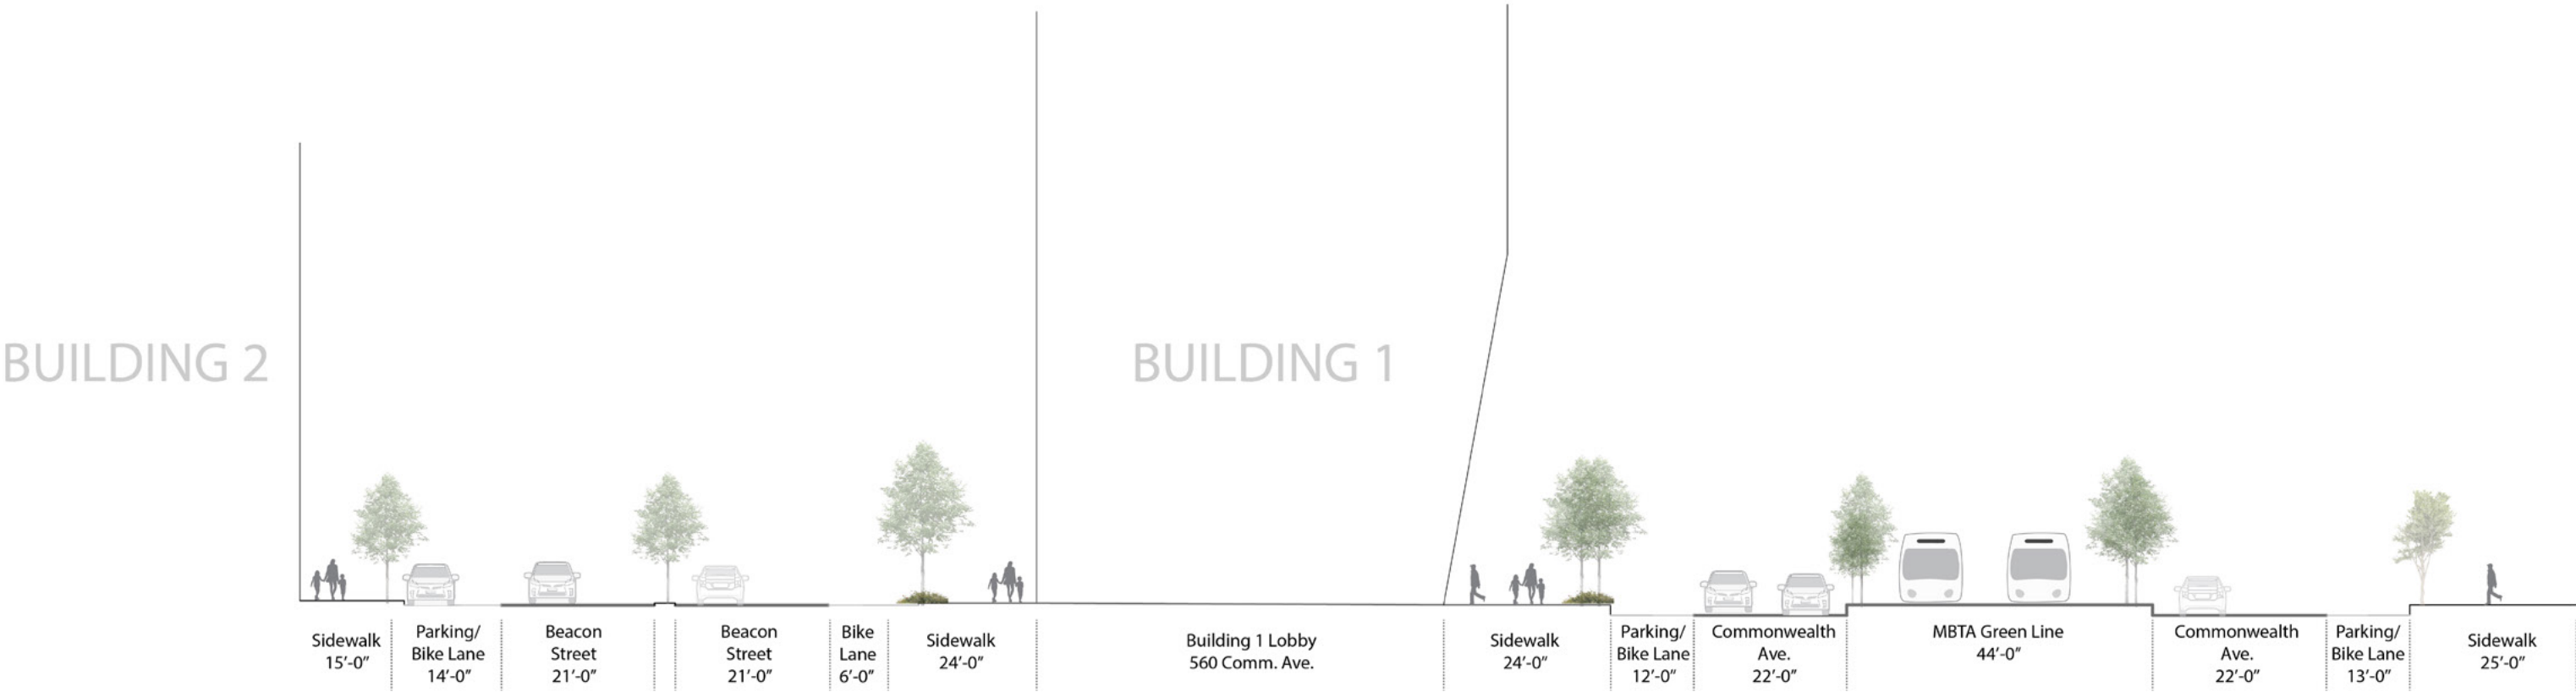 BUILDING 2
BUILDING 1
Sidewalk
15'-0"
Parking/
Bike Lane
14'-0"
Beacon
Street
21'-0"
Beacon
Street
21'-0"
Bike
Lane
6'-0"
Sidewalk
24'-0"
Building 1 Lobby
560 Comm. Ave.
Sidewalk
24'-0"
Parking/
Bike Lane
12'-0"
Commonwealth
Ave.
22'-0"
MBTA Green Line
44'-0"
Commonwealth
Ave.
22'-0"
Parking/
Bike Lane
13'-0"
Sidewalk
25'-0"